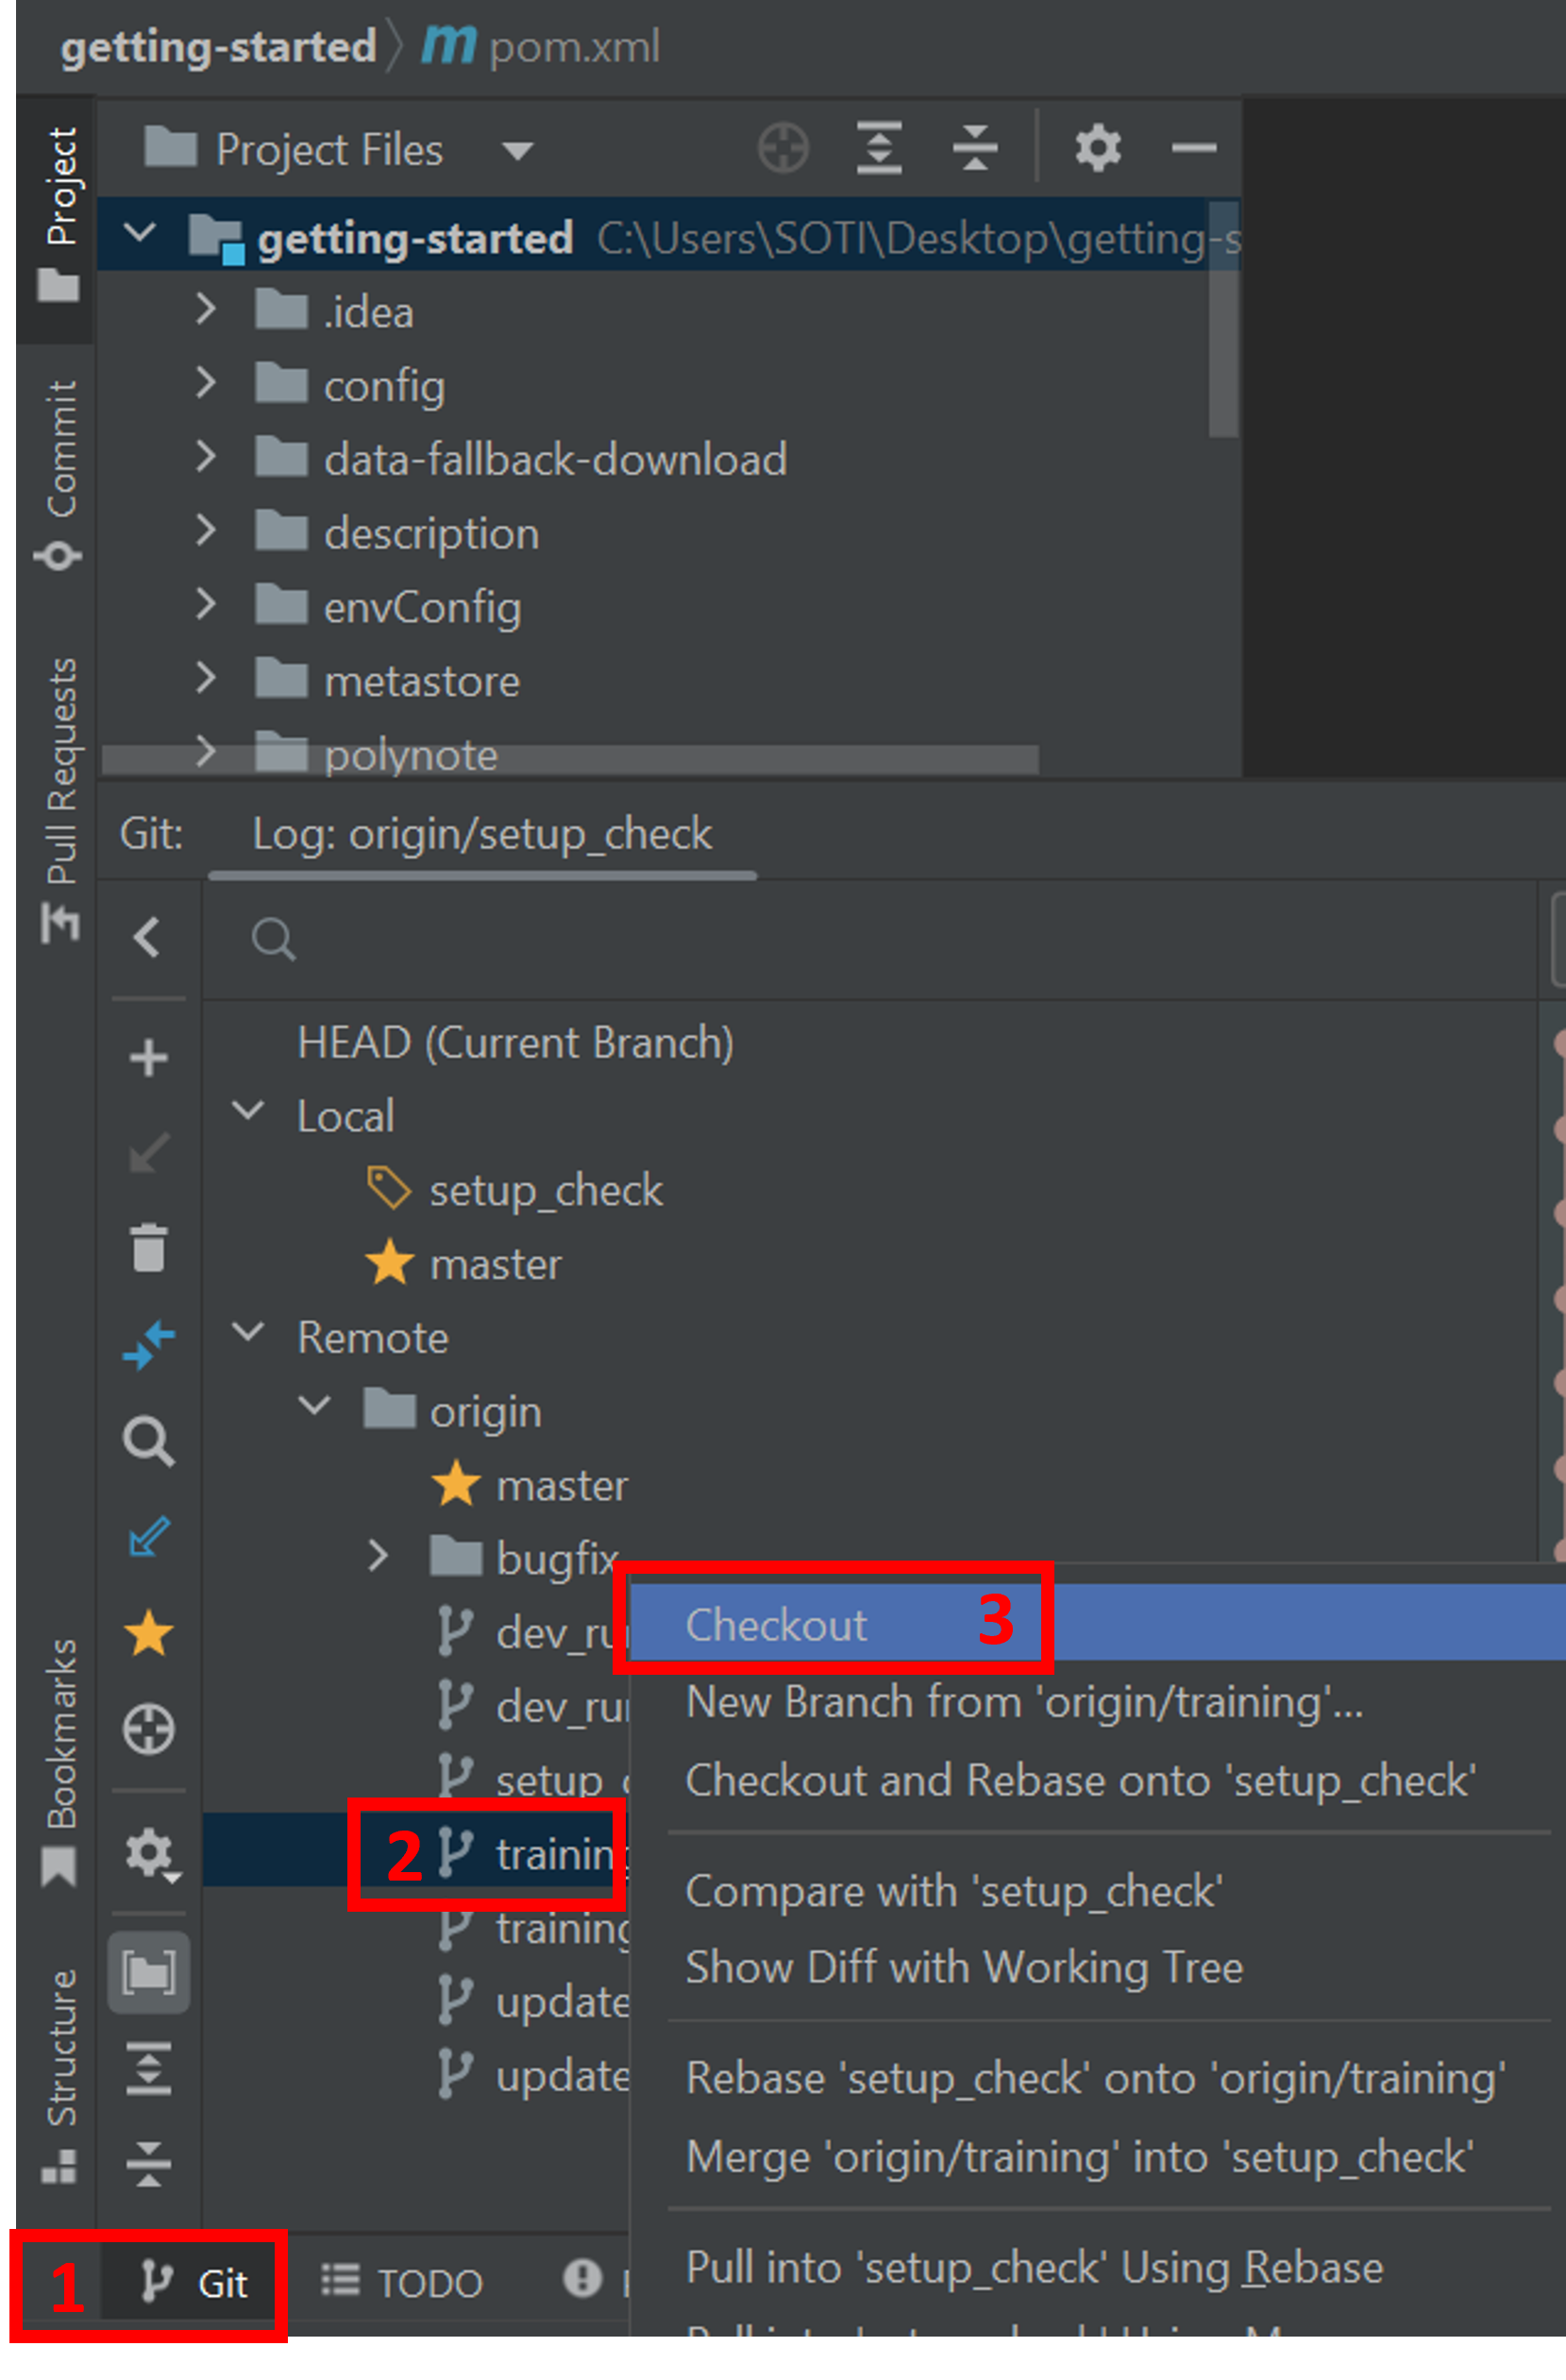 getting-started pom.xml
Project
Commit
Pull Requests
Bookmarks
Structure
Project Files
getting-started C:\Users\SOTI\Desktop\getting-s
.idea
config
data-fallback-download
description
envConfig
metastore
polynote
Git: Log: origin/setup_check
HEAD (Current Branch)
Local
setup_check
master
Remote
origin
master
bugfix
dev_ru
dev_ru
setup_
2 training
training
update
update
Checkout 3
New Branch from 'origin/training'...
Checkout and Rebase onto 'setup_check'
Compare with 'setup_check'
Show Diff with Working Tree
Rebase 'setup_check' onto 'origin/training'
Merge 'origin/training' into 'setup_check'
Pull into 'setup_check' Using Rebase
1 Git TODO